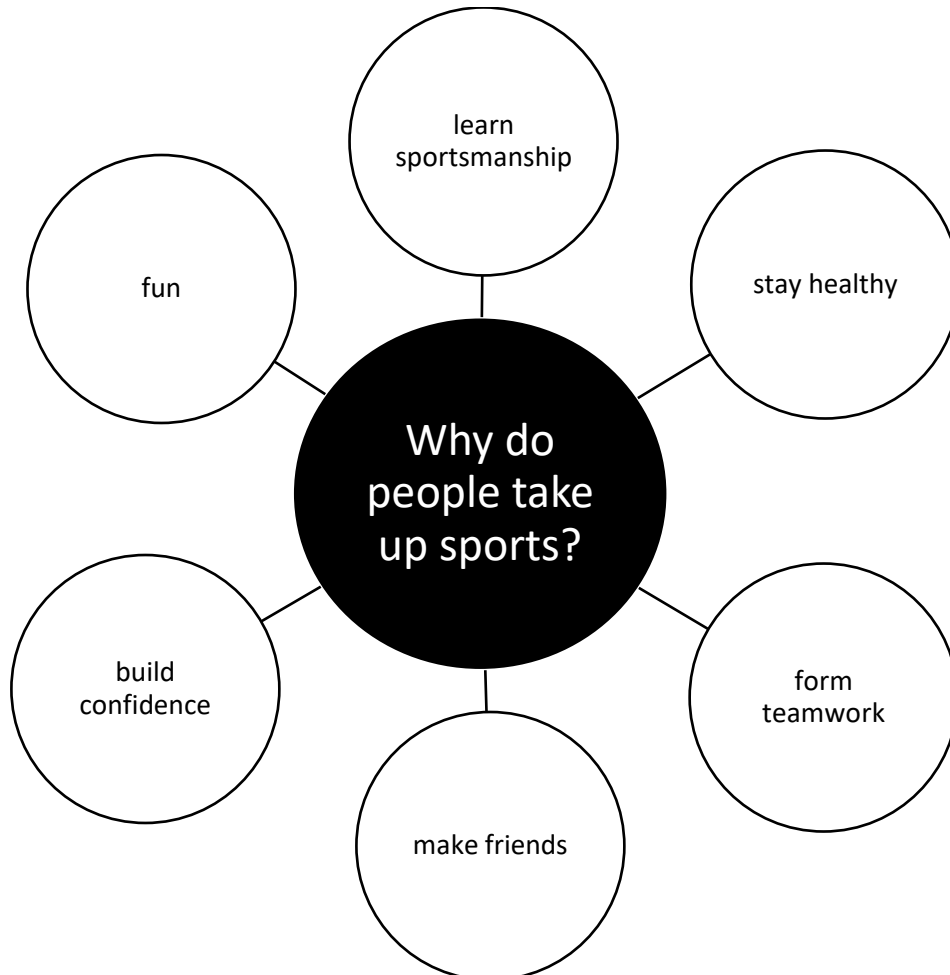 learn
sportsmanship
fun
stay healthy
Why do
people take
up sports?
build
confidence
form
teamwork
make friends